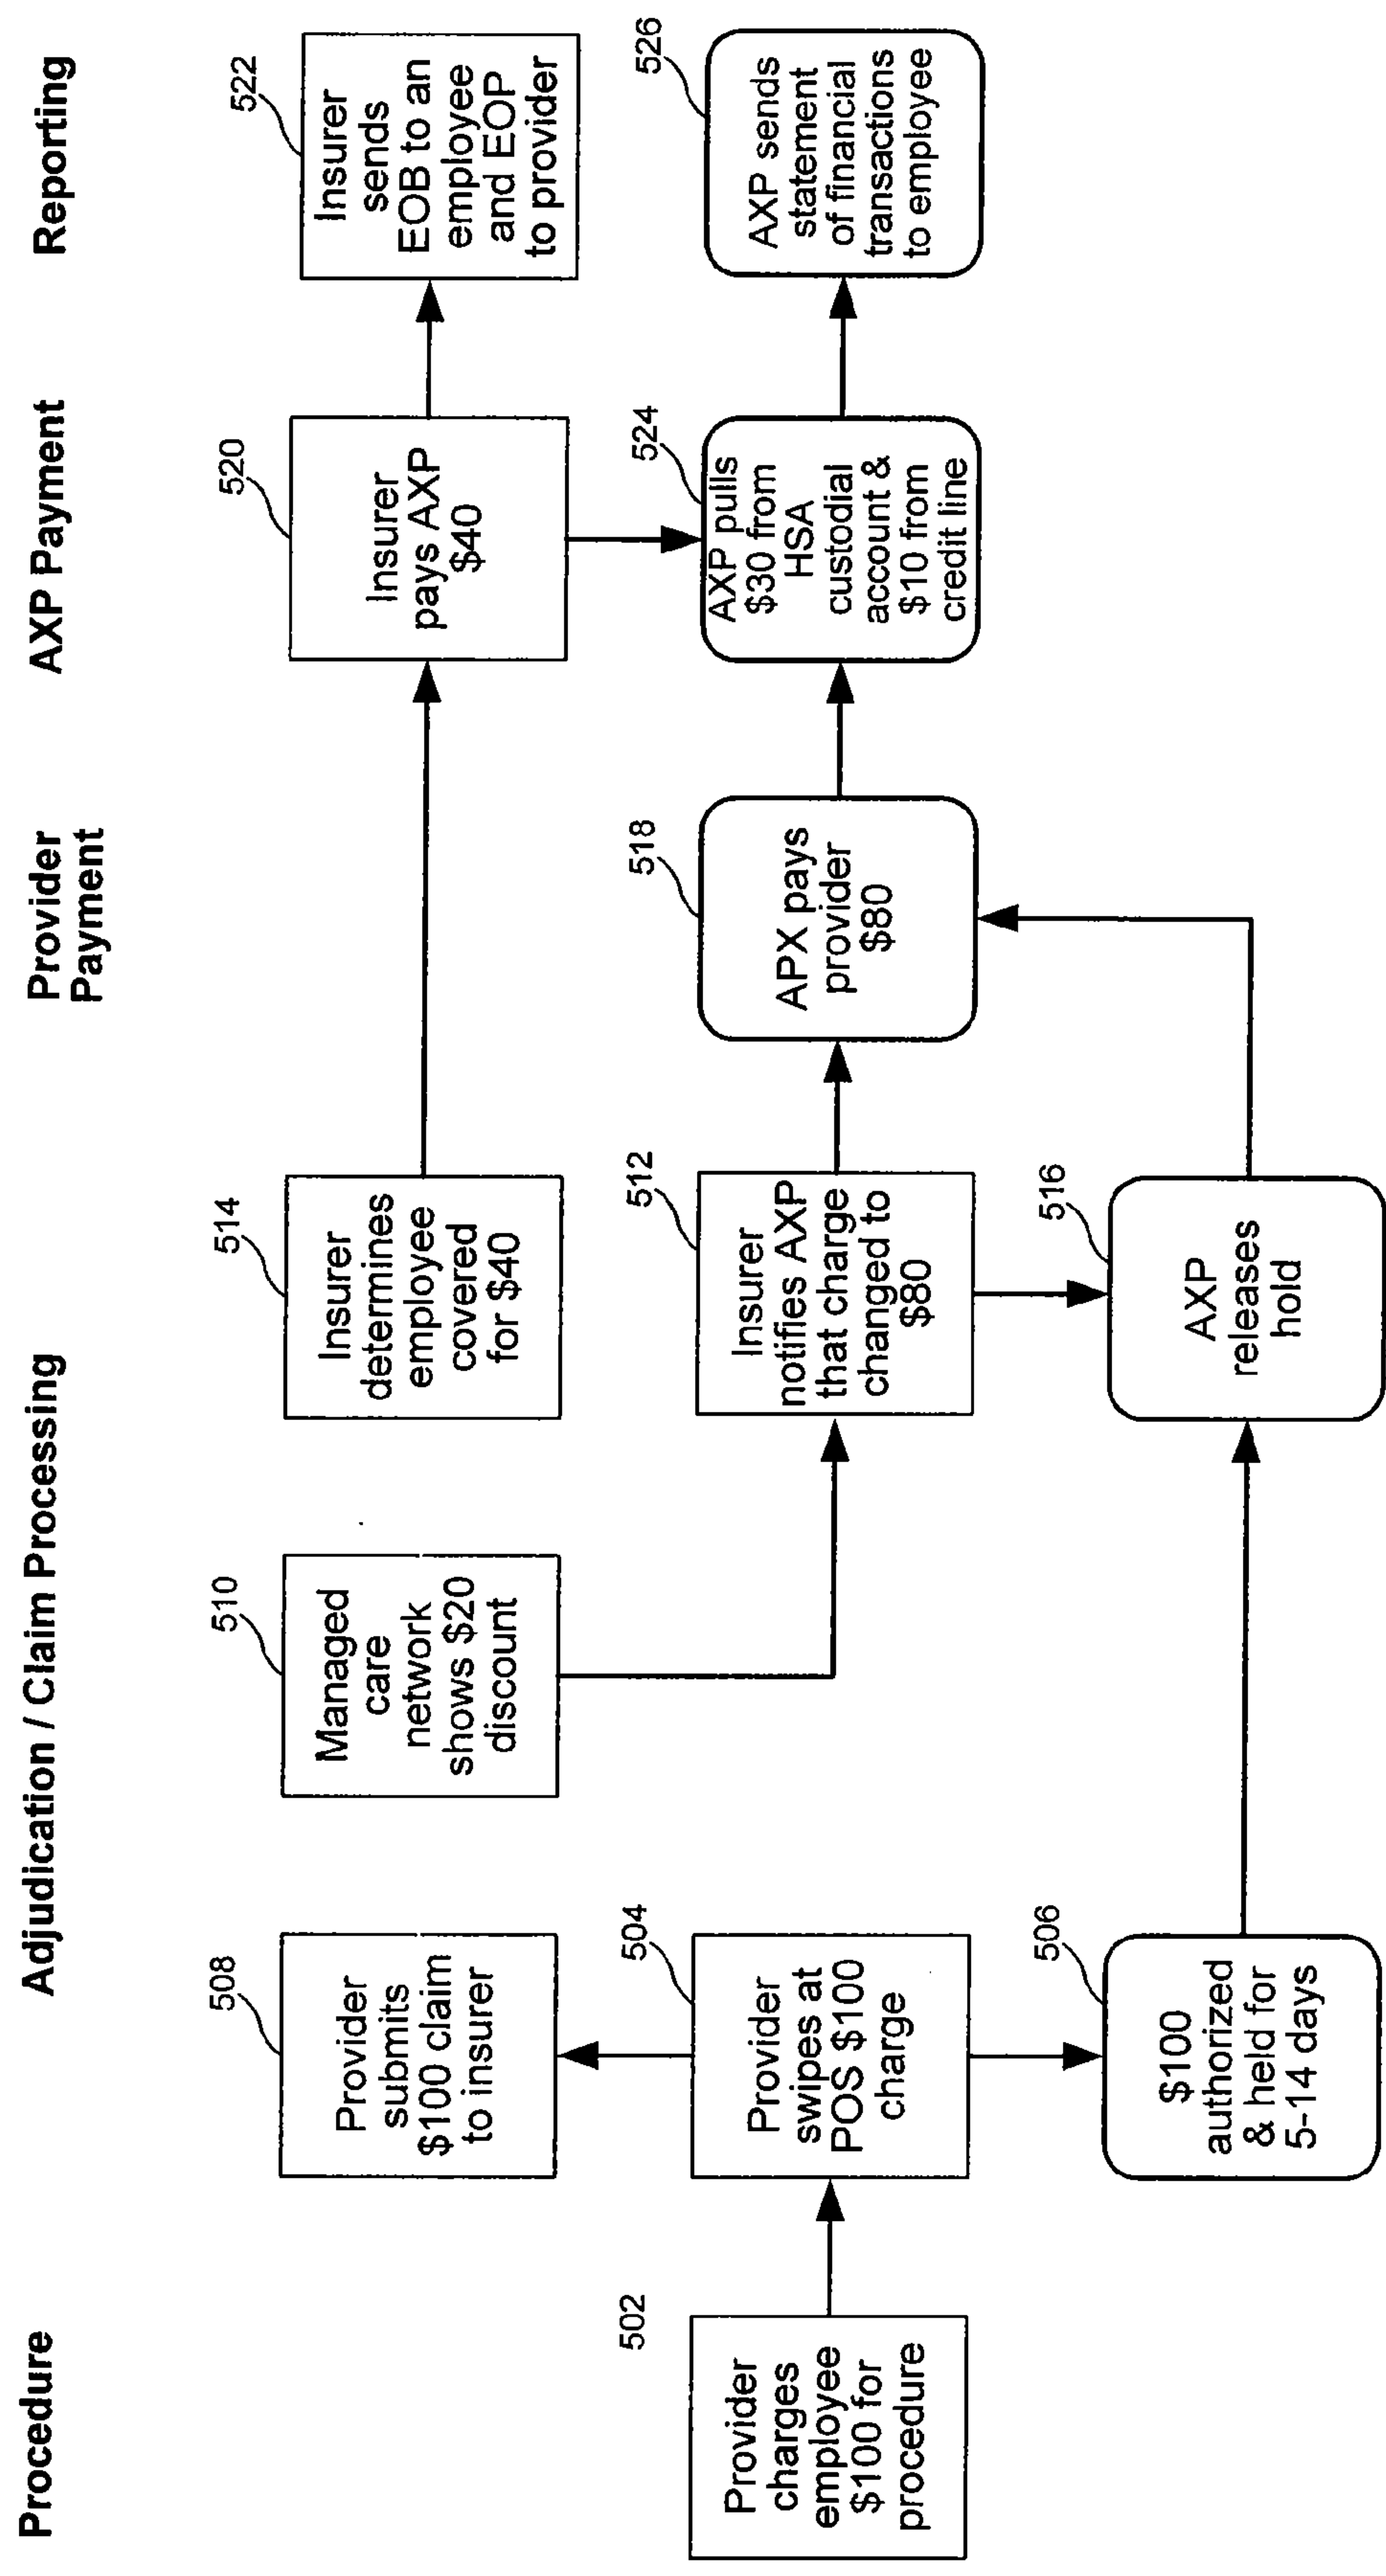 Procedure
Adjudication / Claim Processing
Provider
Payment
AXP Payment
Reporting
502
Provider
charges
employee
$100 for
procedure
504
Provider
swipes at
POS $100
charge
506
$100
authorized
& held for
5-14 days
508
Provider
submits
$100 claim
to insurer
510
Managed
care
network
shows $20
discount
512
Insurer
notifies AXP
that charge
changed to
$80
514
Insurer
determines
employee
covered
for $40
516
AXP
releases
hold
518
APX pays
provider
$80
520
Insurer
pays AXP
$40
522
Insurer
sends
EOB to an
employee
and EOP
to provider
524
AXP pulls
$30 from
HSA
custodial
account &
$10 from
credit line
526
AXP sends
statement
of financial
transactions
to employee